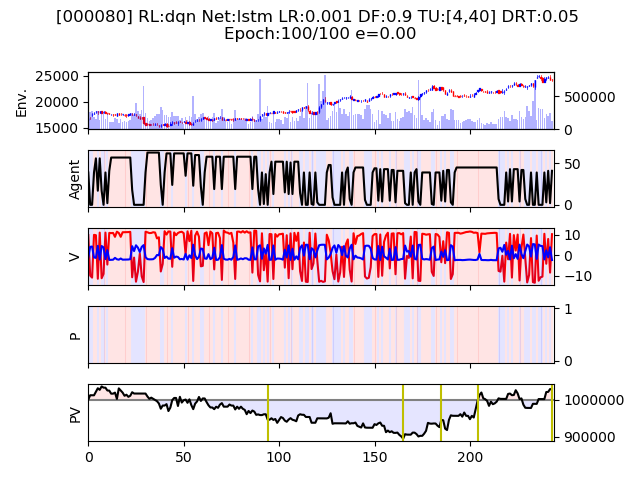 [000080] RL:dqn Net:lstm LR:0.001 DF:0.9 TU:[4,40] DRT:0.05
Epoch:100/100 e=0.00
Env.
25000
20000
15000
500000
0
Agent
50
0
V
10
0
−10
P
1
0
PV
1000000
900000
0 50 100 150 200